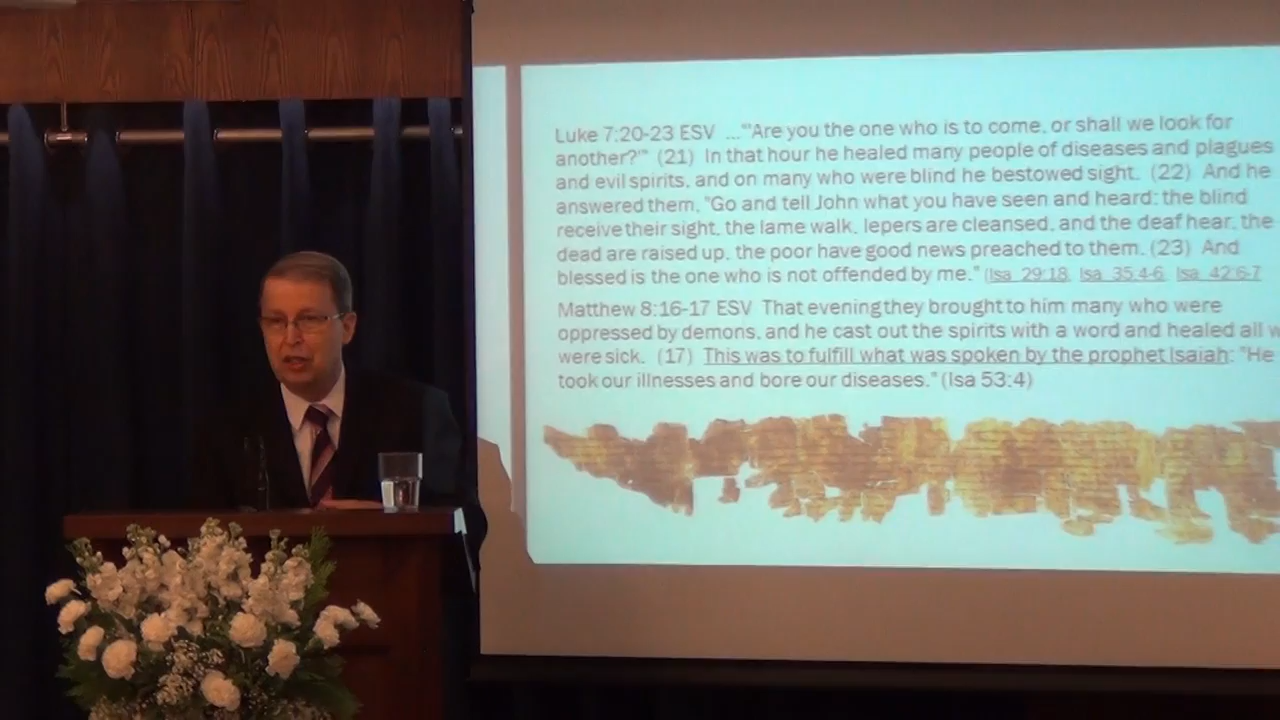 Luke 7:20-23 ESV ..."'Are you the one who is to come, or shall we look for
another?'" (21) In that hour he healed many people of diseases and plagues
and evil spirits, and on many who were blind he bestowed sight. (22) And he
answered them, "Go and tell John what you have seen and heard: the blind
receive their sight, the lame walk, lepers are cleansed, and the deaf hear, the
dead are raised up, the poor have good news preached to them. (23) And
blessed is the one who is not offended by me." (Isa_29:18, Isa_35:4-6, Isa_42:6-7
Matthew 8:16-17 ESV That evening they brought to him many who were
oppressed by demons, and he cast out the spirits with a word and healed all w
were sick. (17) This was to fulfill what was spoken by the prophet Isaiah: "He
took our illnesses and bore our diseases." (Isa 53:4)